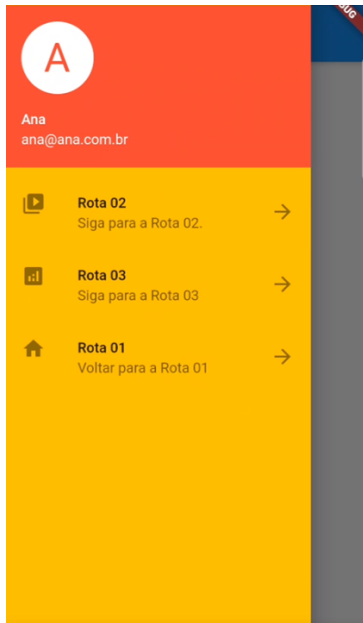 A
Ana
ana@ana.com.br
Rota 02
Siga para a Rota 02.
Rota 03
Siga para a Rota 03
Rota 01
Voltar para a Rota 01